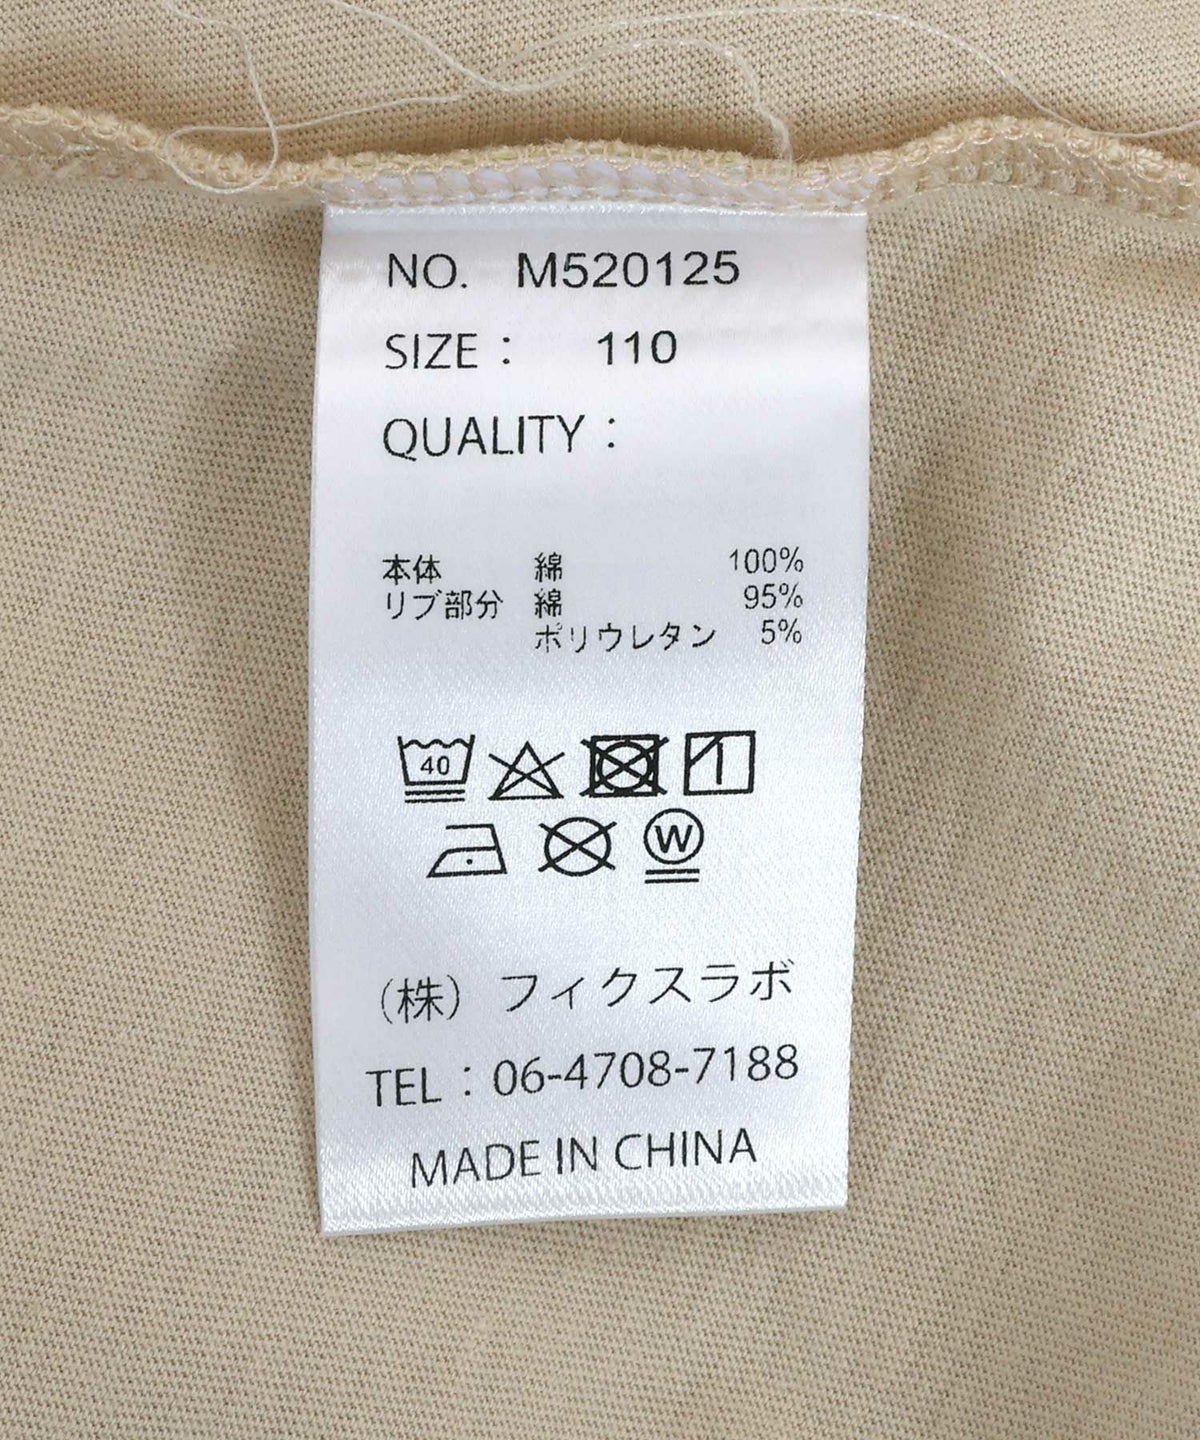 NO. M520125
SIZE： 110
QUALITY：
本体 綿 100%
リブ部分 綿 95%
ポリウレタン 5%
40
W
(株) フィクスラボ
TEL：06-4708-7188
MADE IN CHINA